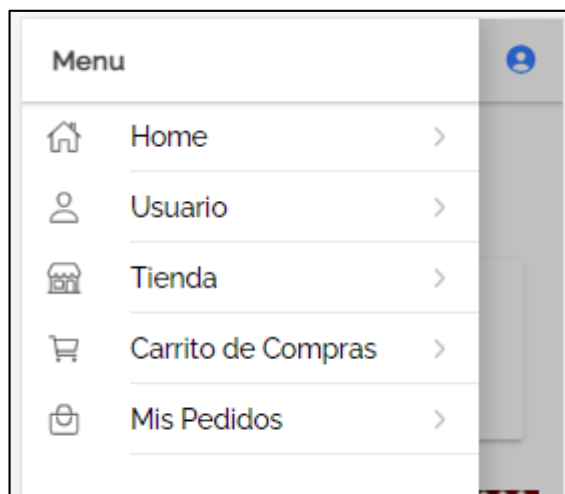 Menu
Home
Usuario
Tienda
Carrito de Compras
Mis Pedidos